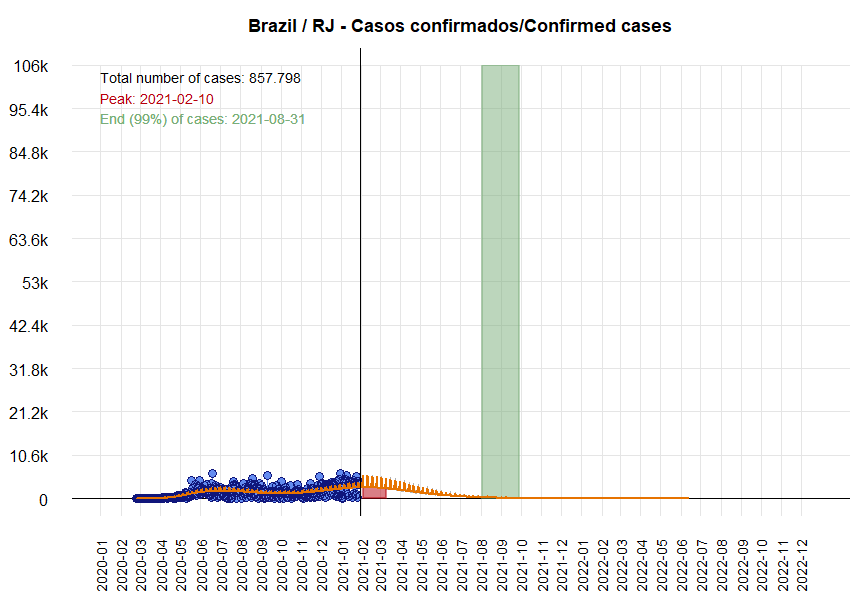 Brazil / RJ - Casos confirmados/Confirmed cases
106k
95.4k
84.8k
74.2k
63.6k
53k
42.4k
31.8k
21.2k
10.6k
0
Total number of cases: 857.798
Peak: 2021-02-10
End (99%) of cases: 2021-08-31
2020-01
2020-02
2020-03
2020-04
2020-05
2020-06
2020-07
2020-08
2020-09
2020-10
2020-11
2020-12
2021-01
2021-02
2021-03
2021-04
2021-05
2021-06
2021-07
2021-08
2021-09
2021-10
2021-11
2021-12
2022-01
2022-02
2022-03
2022-04
2022-05
2022-06
2022-07
2022-08
2022-09
2022-10
2022-11
2022-12